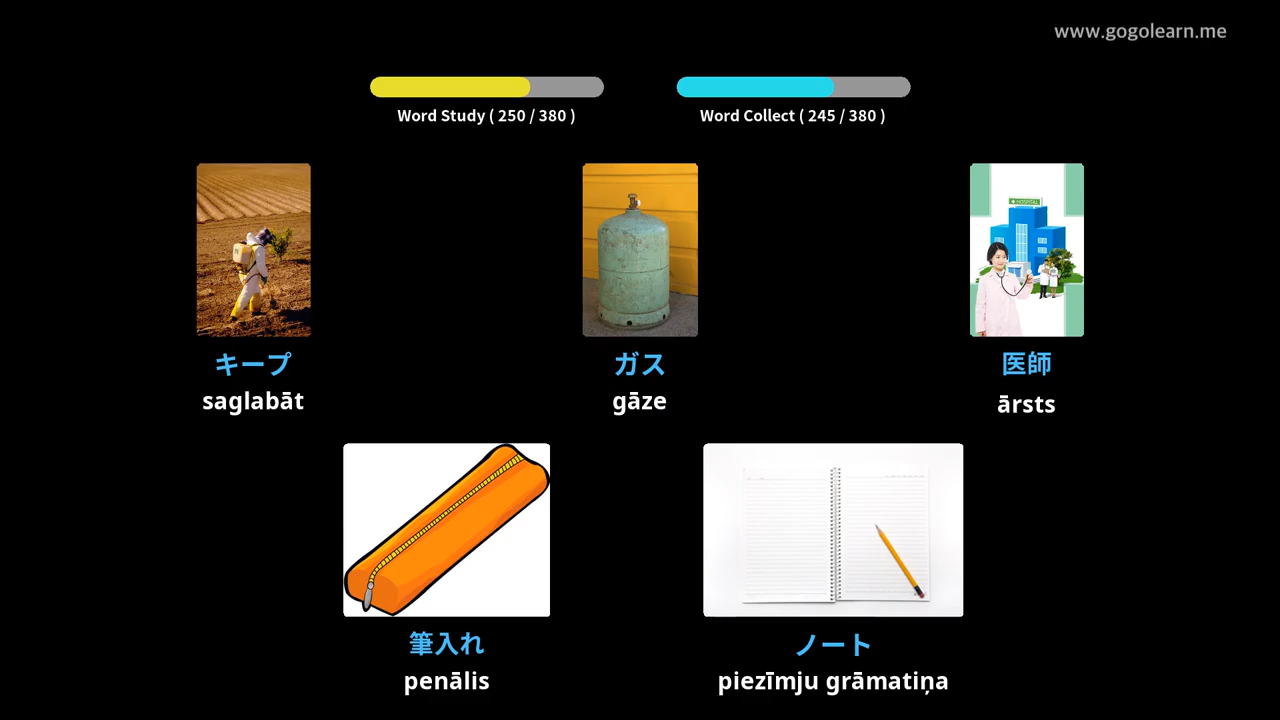 www.gogolearn.me
Word Study ( 250 / 380 )
Word Collect ( 245 / 380 )
HOSPITAL
キープ
ガス
医師
saglabāt
gāze
ārsts
筆入れ
ノート
penālis
piezīmju grāmatiņa